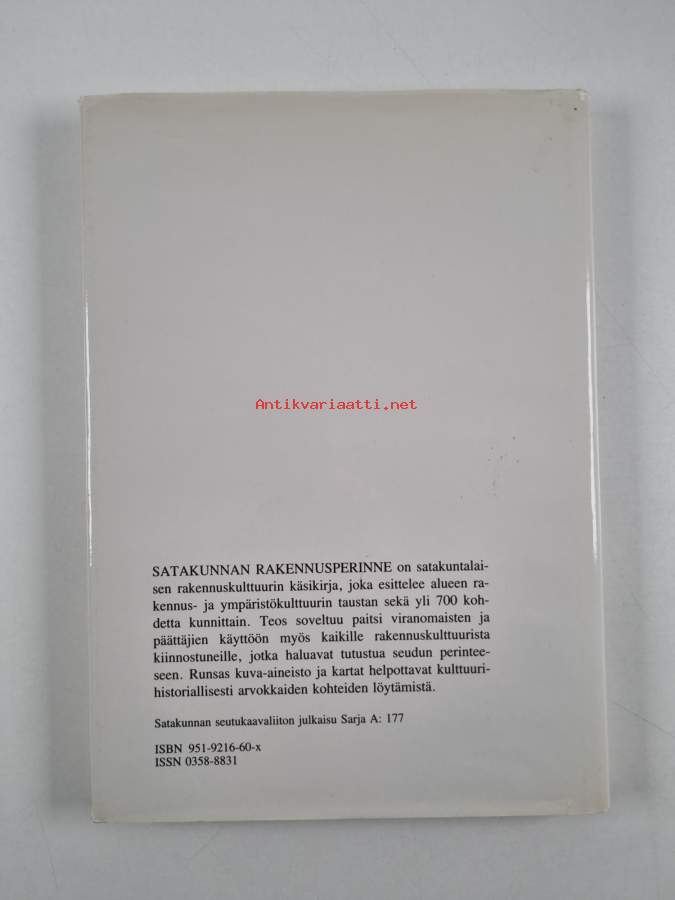 Antikvariaatti.net
SATAKUNNAN RAKENNUSPERINNE on satakuntalai-
sen rakennuskulttuurin käsikirja, joka esittelee alueen ra-
kennus- ja ympäristökulttuurin taustan sekä yli 700 koh-
detta kunnittain. Teos soveltuu paitsi viranomaisten ja
päättäjien käyttöön myös kaikille rakennuskulttuurista
kiinnostuneille, jotka haluavat tutustua seudun perintee-
seen. Runsas kuva-aineisto ja kartat helpottavat kulttuuri-
historiallisesti arvokkaiden kohteiden löytämistä.
Satakunnan seutukaavaliiton julkaisu Sarja A: 177
ISBN 951-9216-60-x
ISSN 0358-8831